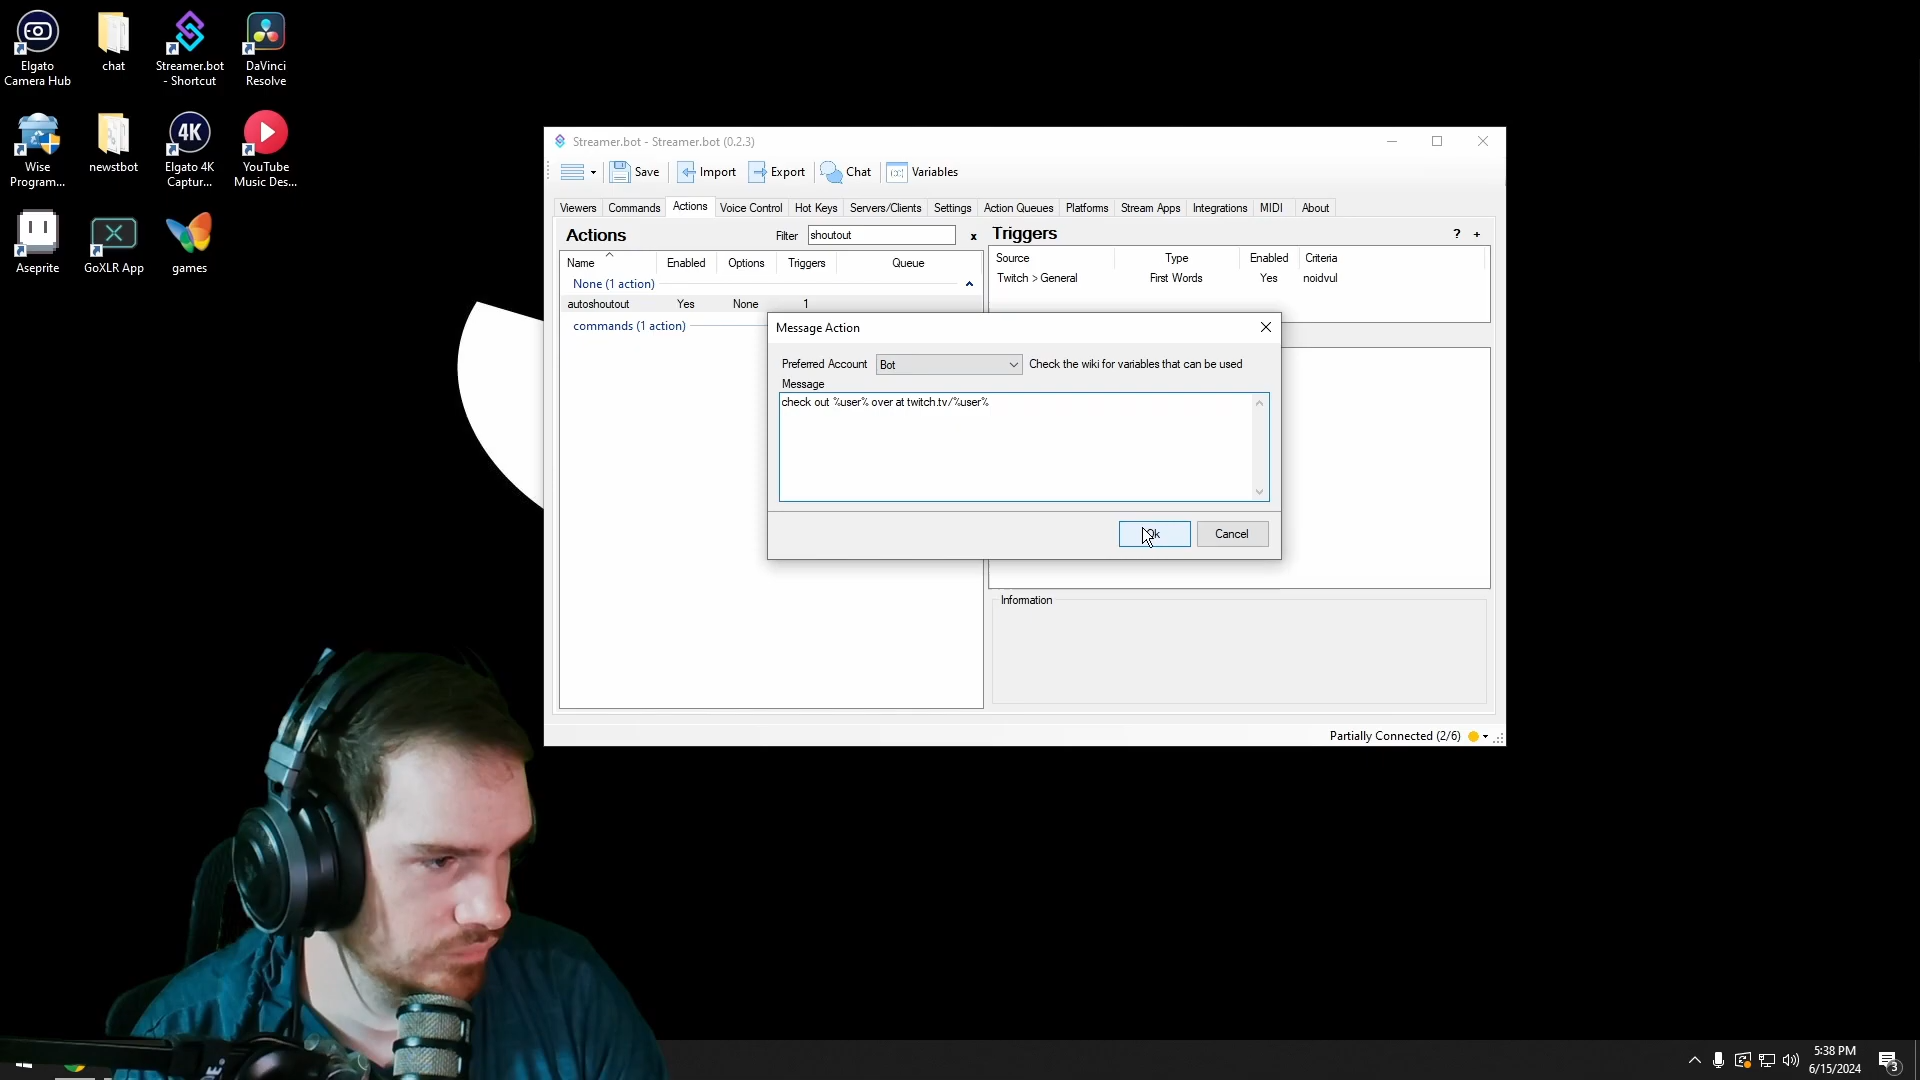 Elgato
Camera Hub
chat
Streamer.bot
- Shortcut
DaVinci
Resolve
Wise
Program...
newstbot
4K
Elgato 4K
Captur...
YouTube
Music Des...
Aseprite
GoXLR App
games
Streamer.bot - Streamer.bot (0.2.3)
Save
Import
Export
Chat
Variables
Viewers
Commands
Actions
Voice Control
Hot Keys
Servers/Clients
Settings
Action Queues
Platforms
Stream Apps
Integrations
MIDI
About
Actions
Filter
shoutout
x
Name
Enabled
Options
Triggers
Queue
None (1 action)
autoshoutout
Yes
None
1
commands (1 action)
Triggers
? +
Source
Type
Enabled
Criteria
Twitch > General
First Words
Yes
noidvul
Message Action
Preferred Account
Bot
Check the wiki for variables that can be used
Message
check out %user% over at twitch.tv/%user%
Cancel
Information
Partially Connected (2/6)
5:38 PM
6/15/2024
3